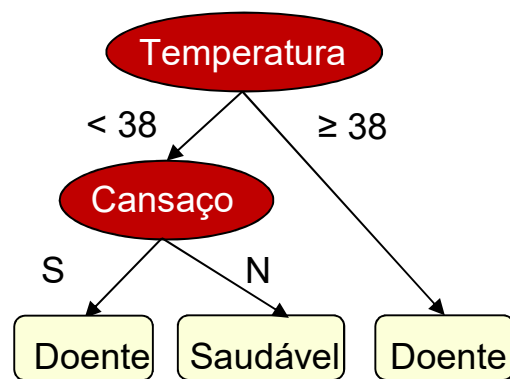 Temperatura
< 38
≥ 38
Cansaço
S
N
Doente
Saudável
Doente